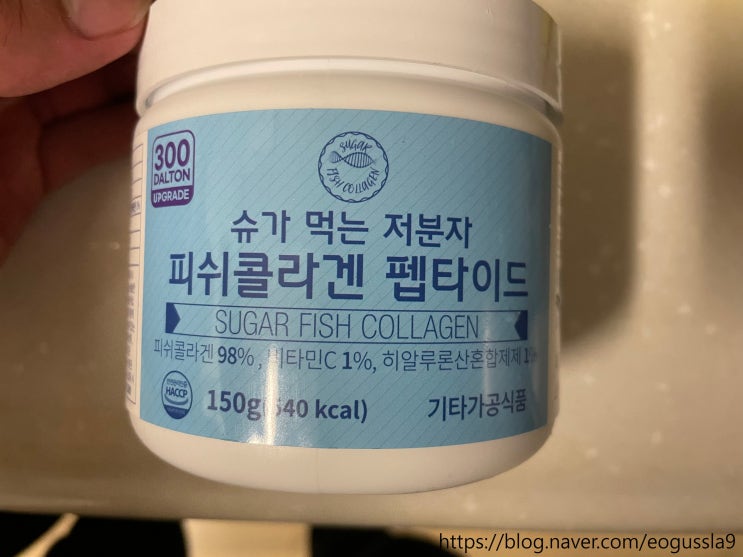 300
DALTON
UPGRADE
SUGAR
FISH COLLAGEN
슈가 먹는 저분자
피쉬콜라겐 펩타이드
SUGAR FISH COLLAGEN
피쉬콜라겐 98%, 비타민C 1%, 히알루론산혼합제제
HACCP
150g(540 kcal)
기타가공식품
https://blog.naver.com/eogussla9